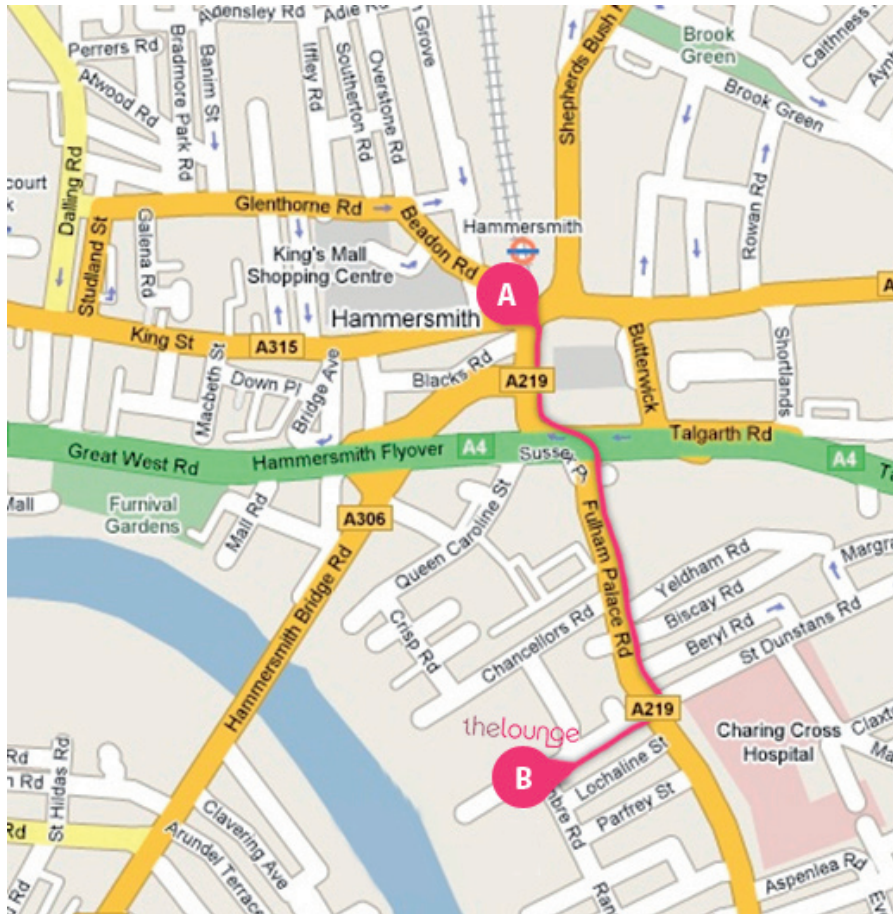 Aldensley Rd
Adie Rd
Grove
Shepherds Bush
Brook
Green
Caithness
Perrers Rd
Bradmore Park Rd
Banim St
Iffley Rd
Southerton Rd
Overstone Rd
Atwood Rd
Brook Green
court
Dalling Rd
Rowan Rd
Glenthorne Rd
Beadon Rd
Hammersmith
Studland St
Galena Rd
King's Mall
Shopping Centre
A
A
Hammersmith
King St
A315
Butterwick
Shortlands
Macbeth St
Down Pl
Bridge Ave
Blacks Rd
A219
Talgarth Rd
Great West Rd
Hammersmith Flyover
A4
Sussex Pl
A4
Mall
Furnival
Gardens
Mall Rd
A306
Queen Caroline St
Fulham Palace Rd
Yeldham Rd
Biscay Rd
Beryl Rd
St Dunstans Rd
Crisp Rd
Chancellors Rd
Hammersmith Bridge Rd
A219
thelounge
B
Charing Cross
Hospital
Lochaline St
Parfrey St
St Hildas Rd
Rd
Clavering Ave
Arundel Terrace
Rd
Aspenlea Rd